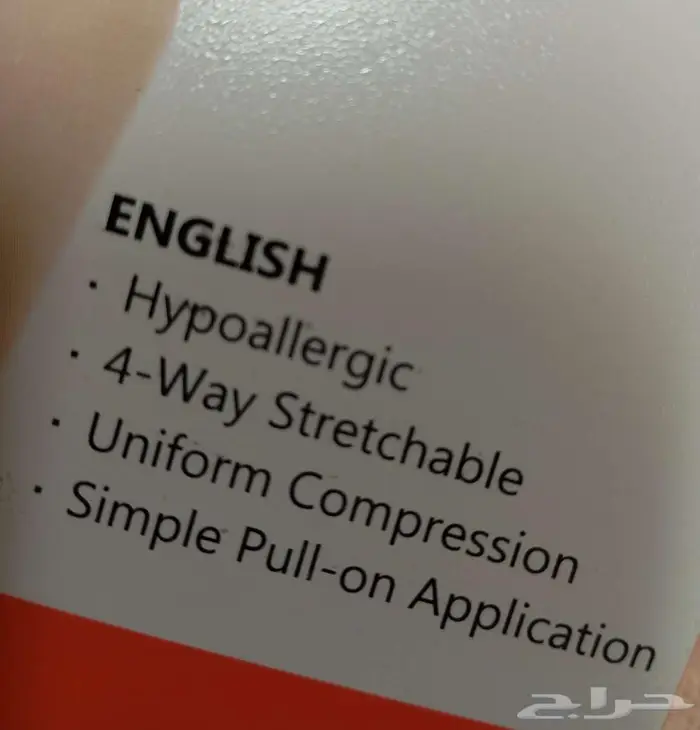 ENGLISH
· Hypoallergic
· 4-Way Stretchable
· Uniform Compression
· Simple Pull-on Application
حراج